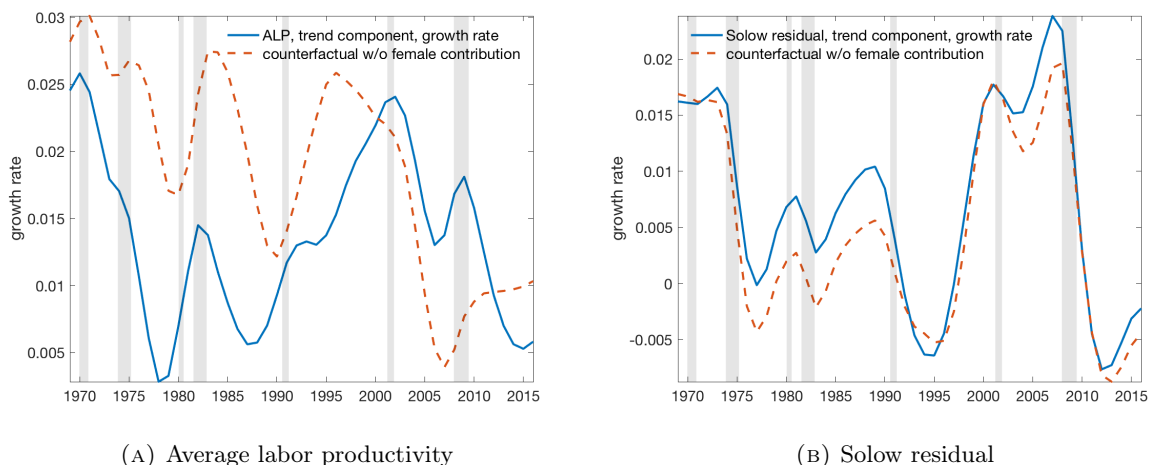 0.03
0.025
0.02
0.015
0.01
0.005
growth rate
ALP, trend component, growth rate
counterfactual w/o female contribution
1970 1975 1980 1985 1990 1995 2000 2005 2010 2015
(A) Average labor productivity
0.02
0.015
0.01
0.005
0
-0.005
growth rate
Solow residual, trend component, growth rate
counterfactual w/o female contribution
1970 1975 1980 1985 1990 1995 2000 2005 2010 2015
(B) Solow residual